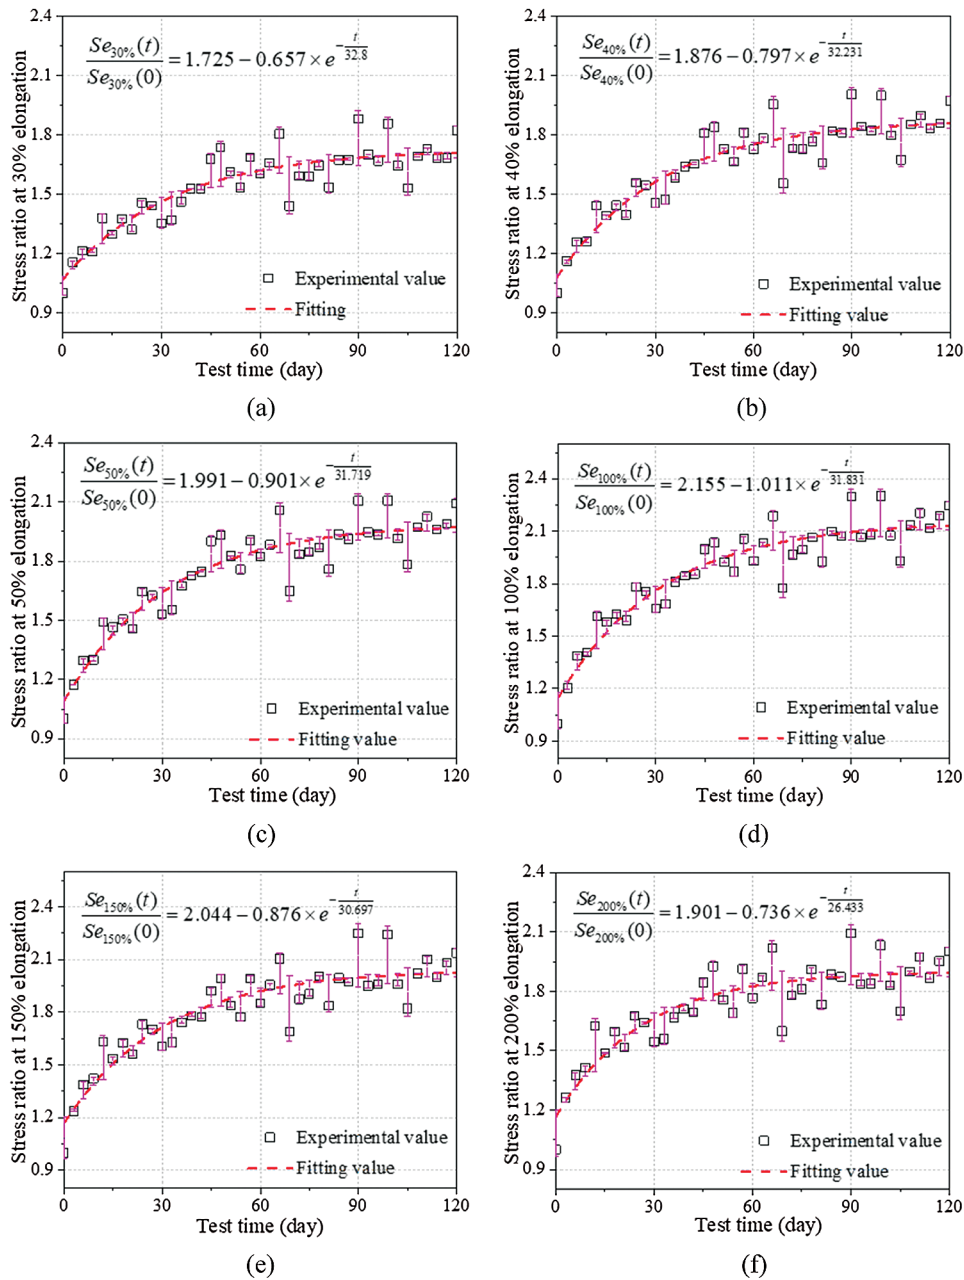 2.4
2.1
1.8
1.5
1.2
0.9
0 30 60 90 120
Stress ratio at 30% elongation
Se30%(t)/Se30%(0) = 1.725 − 0.657 × e^(−t/32.8)
Experimental value
Fitting
Test time (day)
(a)
2.4
2.1
1.8
1.5
1.2
0.9
0 30 60 90 120
Stress ratio at 40% elongation
Se40%(t)/Se40%(0) = 1.876 − 0.797 × e^(−t/32.231)
Experimental value
Fitting value
Test time (day)
(b)
2.4
2.1
1.8
1.5
1.2
0.9
0 30 60 90 120
Stress ratio at 50% elongation
Se50%(t)/Se50%(0) = 1.991 − 0.901 × e^(−t/31.719)
Experimental value
Fitting value
Test time (day)
(c)
2.4
2.1
1.8
1.5
1.2
0.9
0 30 60 90 120
Stress ratio at 100% elongation
Se100%(t)/Se100%(0) = 2.155 − 1.011 × e^(−t/31.831)
Experimental value
Fitting value
Test time (day)
(d)
2.4
2.1
1.8
1.5
1.2
0.9
0 30 60 90 120
Stress ratio at 150% elongation
Se150%(t)/Se150%(0) = 2.044 − 0.876 × e^(−t/30.697)
Experimental value
Fitting value
Test time (day)
(e)
2.4
2.1
1.8
1.5
1.2
0.9
0 30 60 90 120
Stress ratio at 200% elongation
Se200%(t)/Se200%(0) = 1.901 − 0.736 × e^(−t/26.433)
Experimental value
Fitting value
Test time (day)
(f)